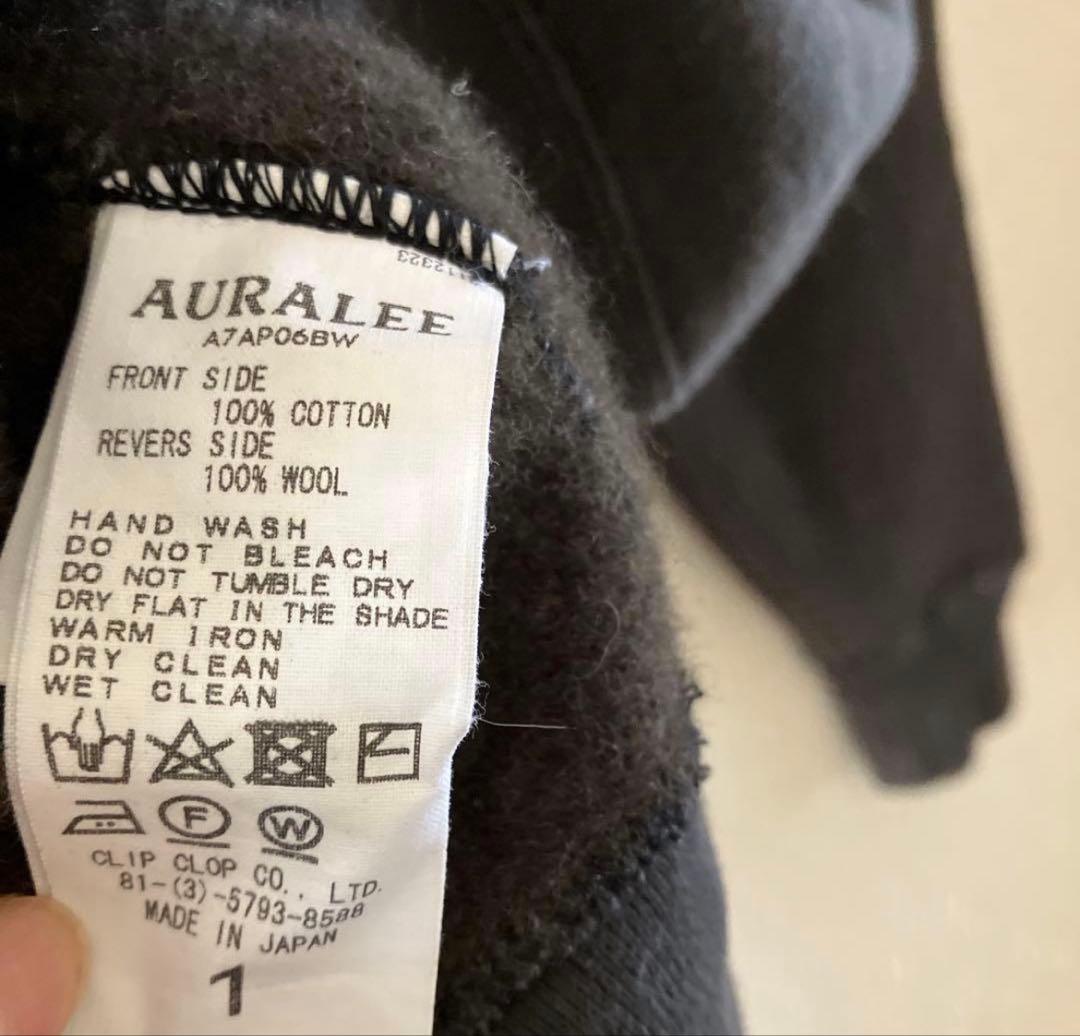 AURALEE
A7AP06BW
FRONT SIDE
100% COTTON
REVERS SIDE
100% WOOL
HAND WASH
DO NOT BLEACH
DO NOT TUMBLE DRY
DRY FLAT IN THE SHADE
WARM IRON
DRY CLEAN
WET CLEAN
F W
CLIP CLOP CO., LTD.
81-(3)-5793-8588
MADE IN JAPAN
1